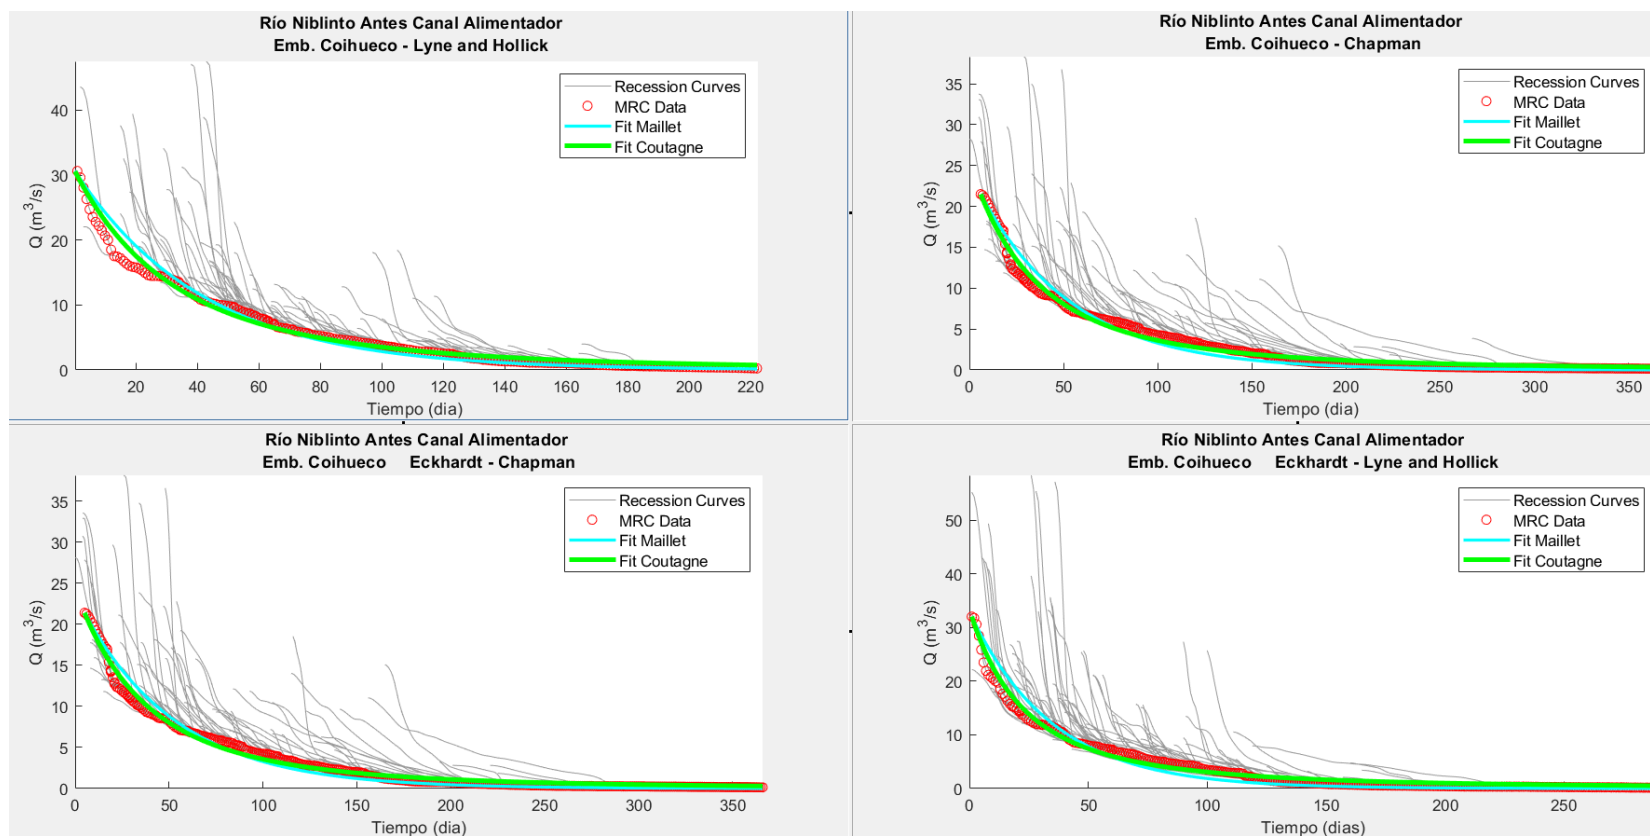 Río Niblinto Antes Canal Alimentador
Emb. Coihueco - Lyne and Hollick
Recession Curves
MRC Data
Fit Maillet
Fit Coutagne
40
30
20
10
0
Q (m³/s)
20 40 60 80 100 120 140 160 180 200 220
Tiempo (dia)
Río Niblinto Antes Canal Alimentador
Emb. Coihueco - Chapman
Recession Curves
MRC Data
Fit Maillet
Fit Coutagne
35
30
25
20
15
10
5
0
Q (m³/s)
0 50 100 150 200 250 300 350
Tiempo (dia)
Río Niblinto Antes Canal Alimentador
Emb. Coihueco Eckhardt - Chapman
Recession Curves
MRC Data
Fit Maillet
Fit Coutagne
35
30
25
20
15
10
5
0
Q (m³/s)
0 50 100 150 200 250 300 350
Tiempo (dia)
Río Niblinto Antes Canal Alimentador
Emb. Coihueco Eckhardt - Lyne and Hollick
Recession Curves
MRC Data
Fit Maillet
Fit Coutagne
50
40
30
20
10
0
Q (m³/s)
0 50 100 150 200 250
Tiempo (dias)